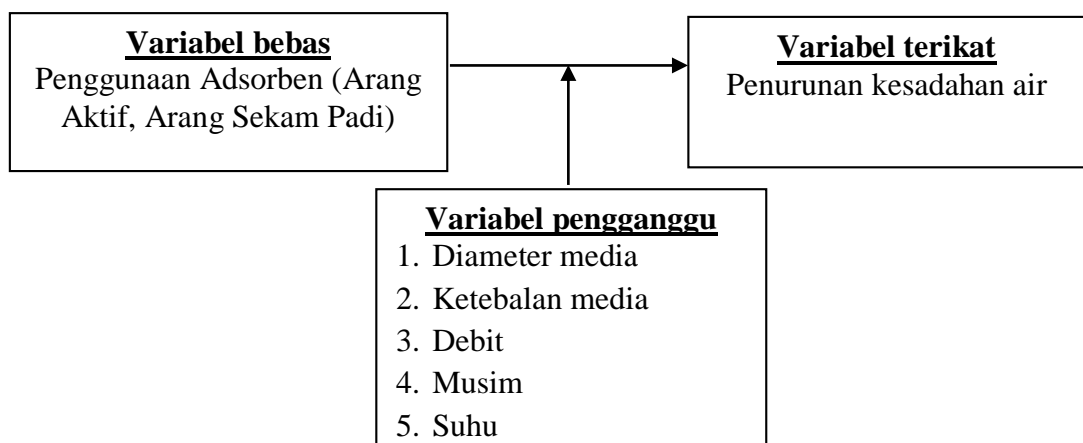 Variabel bebas
Penggunaan Adsorben (Arang
Aktif, Arang Sekam Padi)
Variabel terikat
Penurunan kesadahan air
Variabel pengganggu
1. Diameter media
2. Ketebalan media
3. Debit
4. Musim
5. Suhu